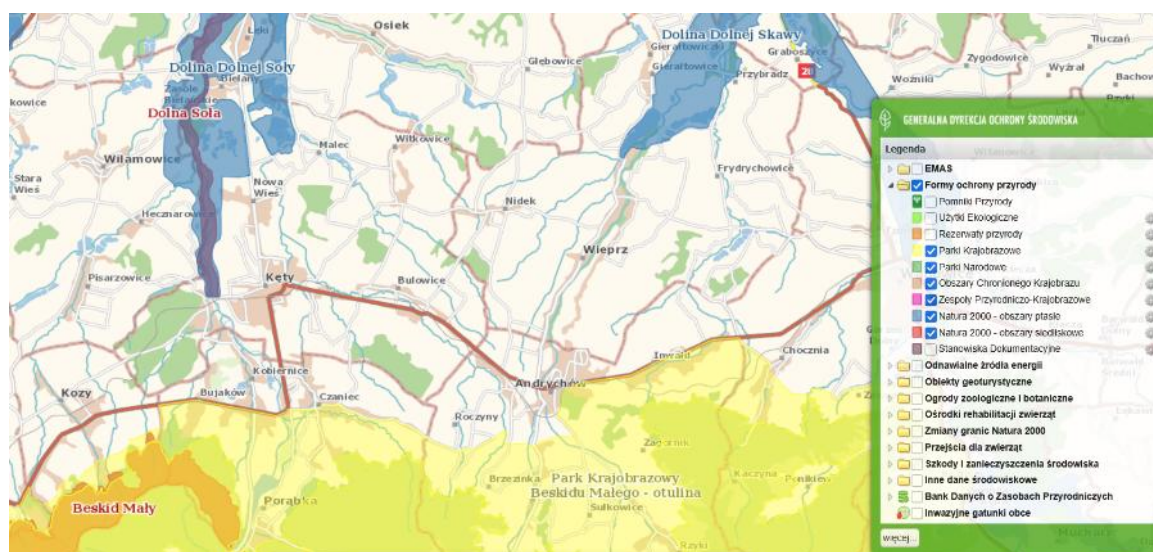 Osiek
Łęki
Dolina Dolnej Skawy
Gierałtowiczki
Graboszyce
Tłuczań
Dolina Dolnej Soły
Bielany
Głębowice
Gierałtowice
Przybradz
Zygodowice
Wyźrał
Zasole
Bielańskie
Woźniki
Bachow
kowice
Dolna Soła
Malec
Witkowice
Wilamowice
Frydrychowice
Stara
Wieś
Nowa
Wieś
Nidek
Hecznarowice
Wieprz
Pisarzowice
Kęty
Bulowice
Inwałd
Chocznia
Kobiernice
Andrychów
Kozy
Bujaków
Czaniec
Roczyny
Zagórnik
Brzezinka
Park Krajobrazowy
Beskidu Małego - otulina
Kaczyna
Ponikiew
Beskid Mały
Porąbka
Sułkowice
Rzyki
GENERALNA DYREKCJA OCHRONY ŚRODOWISKA
Legenda
EMAS
Formy ochrony przyrody
Pomniki Przyrody
Użytki Ekologiczne
Rezerwaty przyrody
Parki Krajobrazowe
Parki Narodowe
Obszary Chronionego Krajobrazu
Zespoły Przyrodniczo-Krajobrazowe
Natura 2000 - obszary ptasie
Natura 2000 - obszary siedliskowe
Stanowiska Dokumentacyjne
Odnawialne źródła energii
Obiekty geoturystyczne
Ogrody zoologiczne i botaniczne
Ośrodki rehabilitacji zwierząt
Zmiany granic Natura 2000
Przejścia dla zwierząt
Szkody i zanieczyszczenia środowiska
Inne dane środowiskowe
Bank Danych o Zasobach Przyrodniczych
Inwazyjne gatunki obce
więcej...